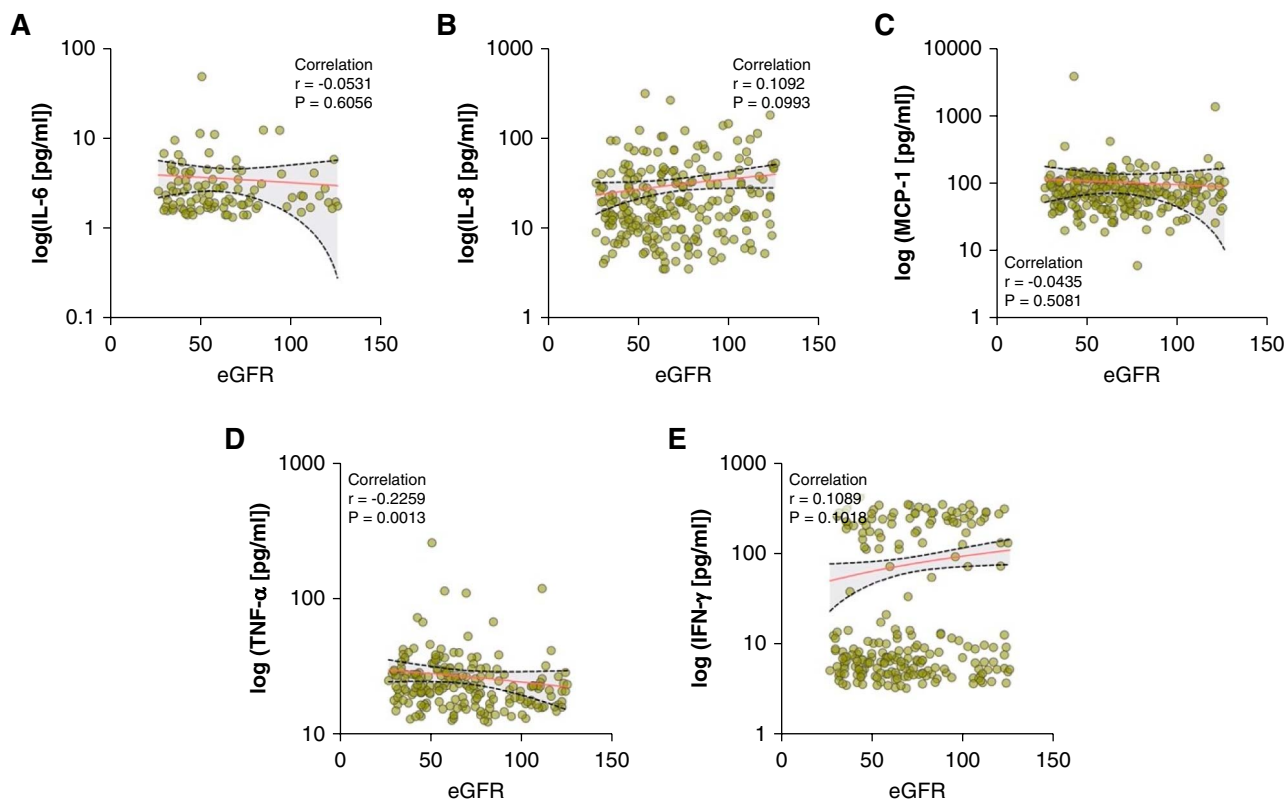 A
log(IL-6 [pg/ml])
100
10
1
0.1
Correlation
r = -0.0531
P = 0.6056
0 50 100 150
eGFR
B
log(IL-8 [pg/ml])
1000
100
10
1
Correlation
r = 0.1092
P = 0.0993
0 50 100 150
eGFR
C
log (MCP-1 [pg/ml])
10000
1000
100
10
1
Correlation
r = -0.0435
P = 0.5081
0 50 100 150
eGFR
D
log (TNF-α [pg/ml])
1000
100
10
Correlation
r = -0.2259
P = 0.0013
0 50 100 150
eGFR
E
log (IFN-γ [pg/ml])
1000
100
10
1
Correlation
r = 0.1089
P = 0.1018
0 50 100 150
eGFR